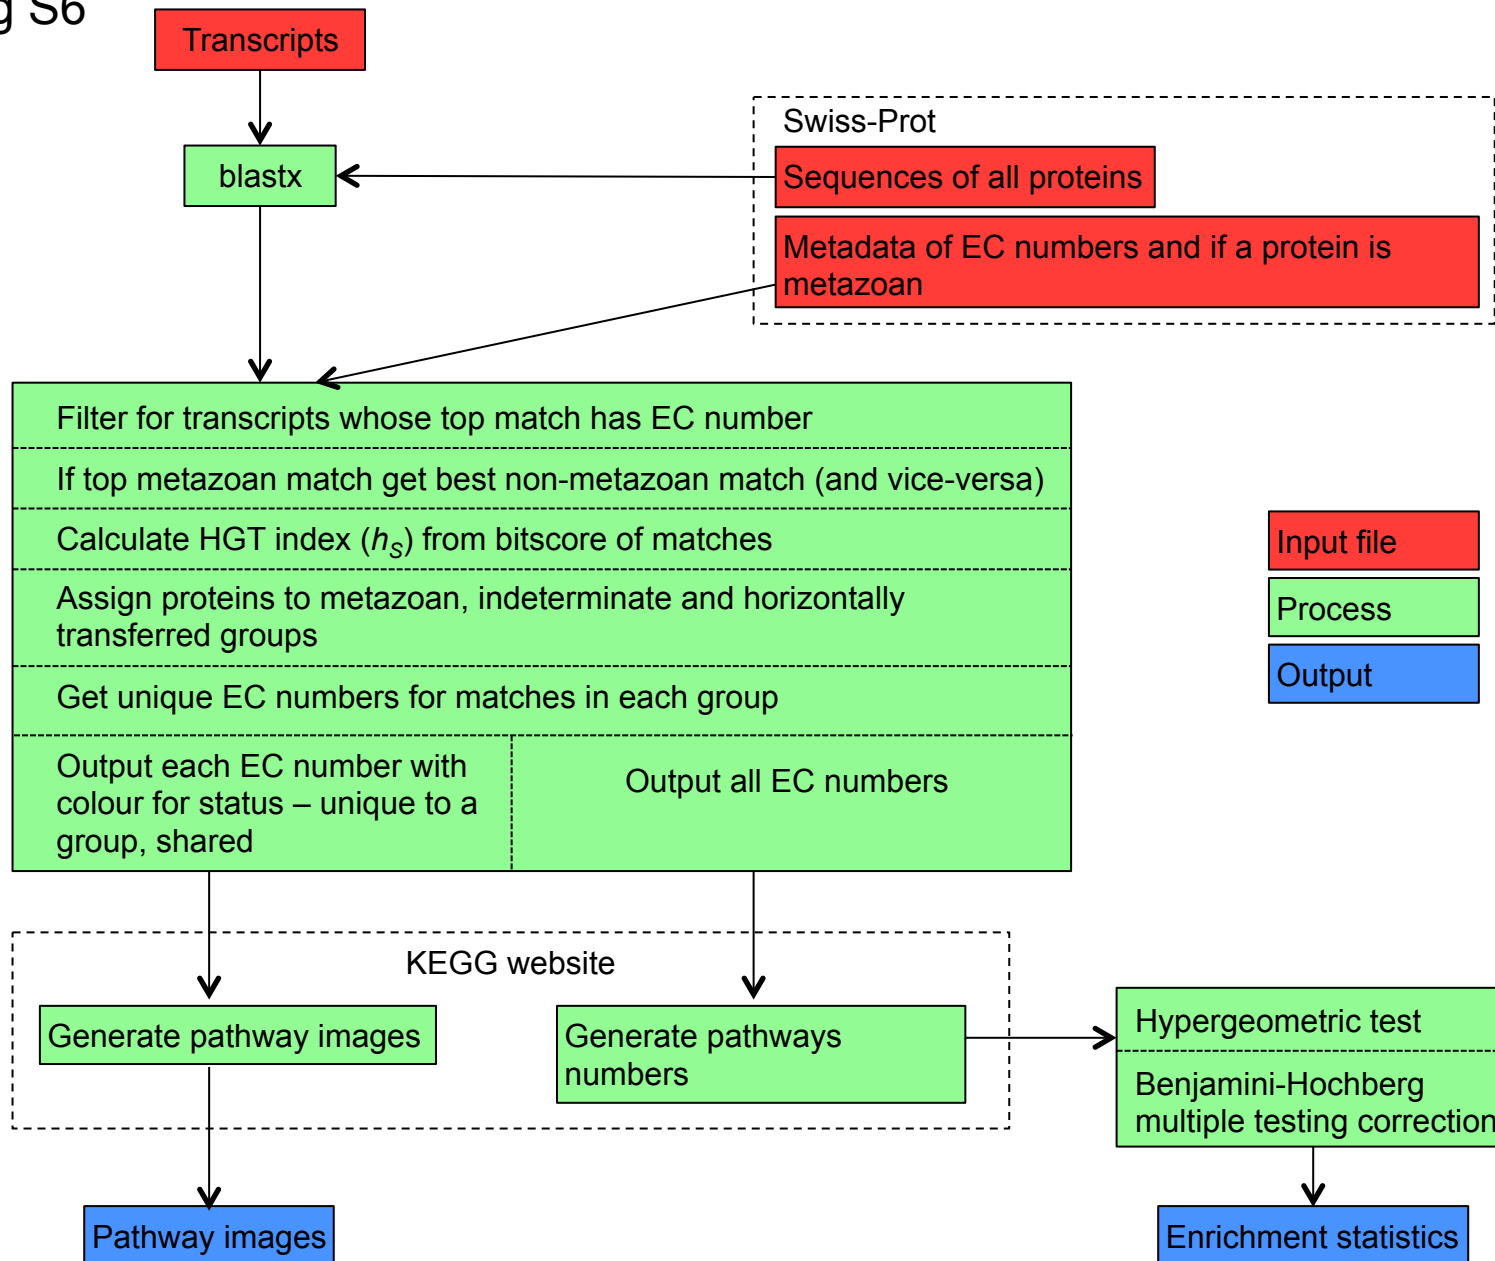 g S6
Transcripts
Swiss-Prot
blastx
Sequences of all proteins
Metadata of EC numbers and if a protein is
metazoan
Filter for transcripts whose top match has EC number
If top metazoan match get best non-metazoan match (and vice-versa)
Calculate HGT index (hS) from bitscore of matches
Assign proteins to metazoan, indeterminate and horizontally
transferred groups
Get unique EC numbers for matches in each group
Output each EC number with
colour for status – unique to a
group, shared
Output all EC numbers
Input file
Process
Output
KEGG website
Generate pathway images
Generate pathways
numbers
Hypergeometric test
Benjamini-Hochberg
multiple testing correction
Pathway images
Enrichment statistics